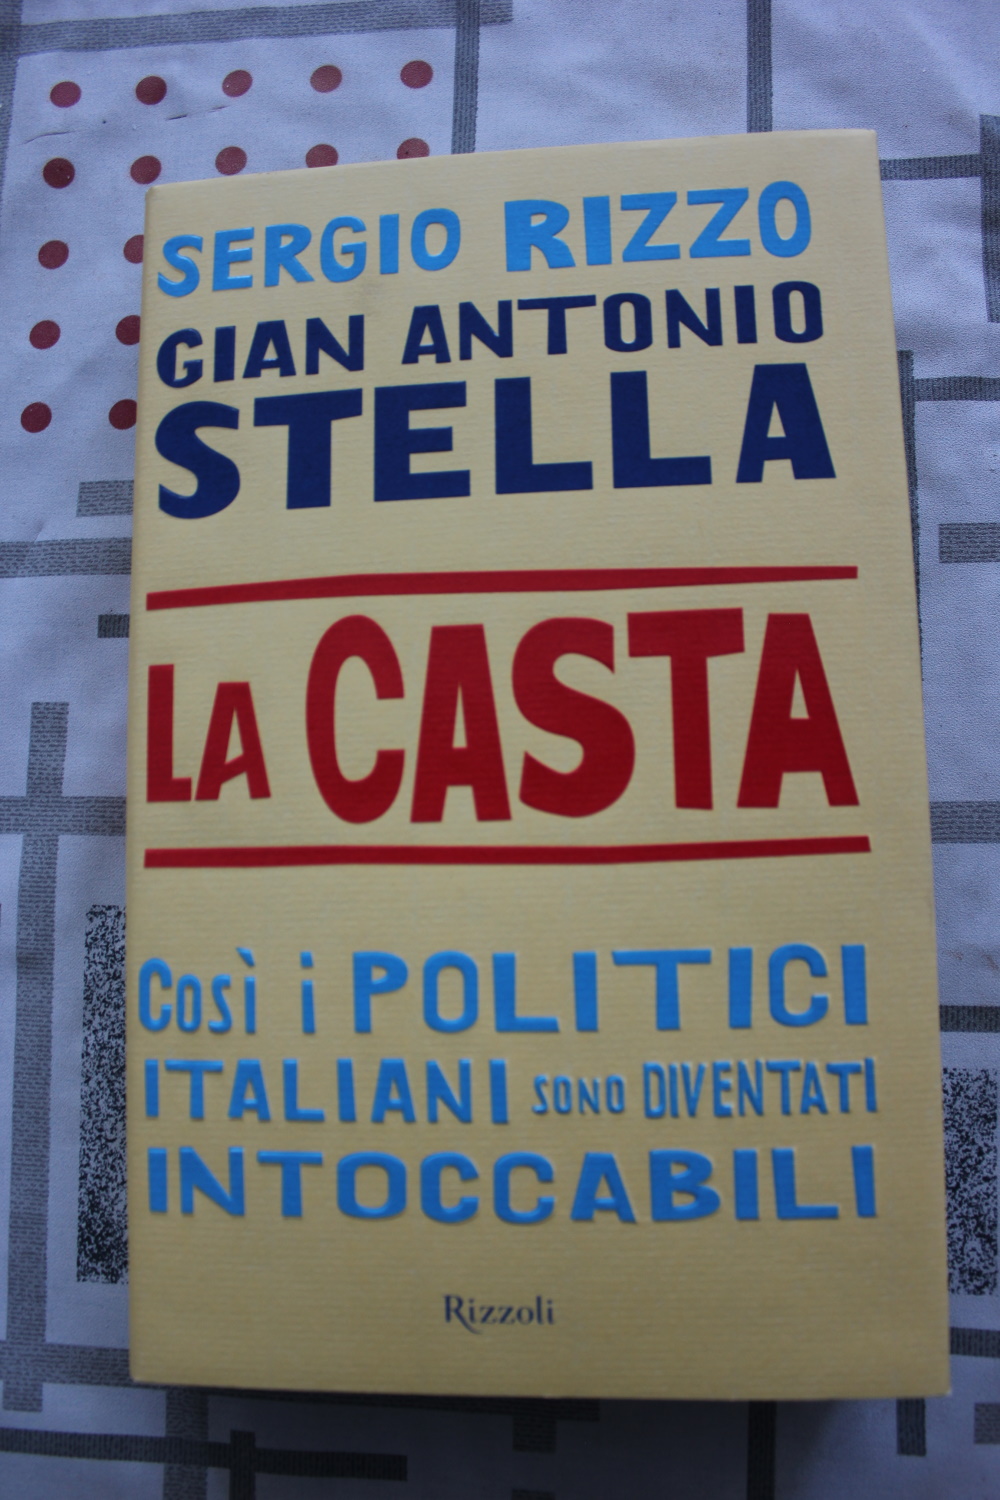 SERGIO RIZZO
GIAN ANTONIO
STELLA
LA CASTA
Così i POLITICI
ITALIANI SONO DIVENTATI
INTOCCABILI
Rizzoli